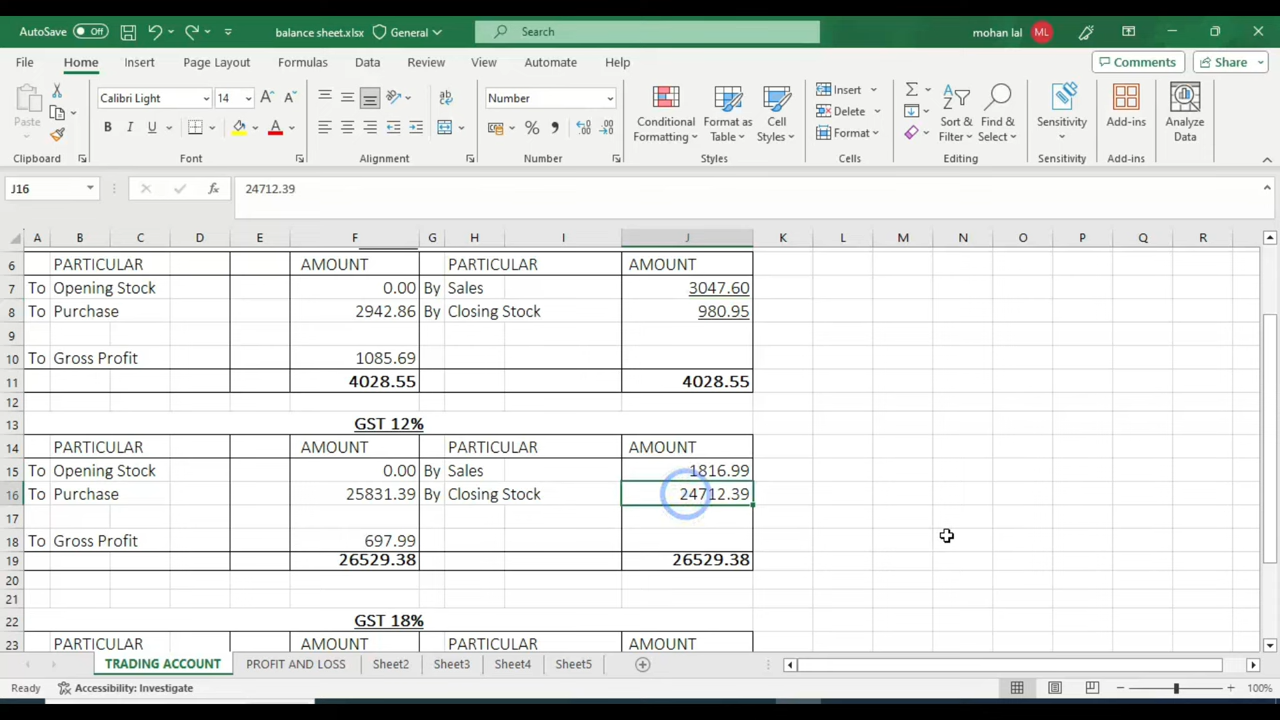 AutoSave Off balance sheet.xlsx General Search mohan lal ML
File Home Insert Page Layout Formulas Data Review View Automate Help Comments Share
Paste Calibri Light 14 A A ab Number Conditional Formatting Format as Table Cell Styles Insert Delete Format Sort & Filter Find & Select Sensitivity Add-ins Analyze Data
B I U A % 
Clipboard Font Alignment Number Styles Cells Editing Sensitivity Add-ins
J16 fx 24712.39
A B C D E F G H I J K L M N O P Q R
6 PARTICULAR AMOUNT PARTICULAR AMOUNT
7 To Opening Stock 0.00 By Sales 3047.60
8 To Purchase 2942.86 By Closing Stock 980.95
9
10 To Gross Profit 1085.69
11 4028.55 4028.55
12
13 GST 12%
14 PARTICULAR AMOUNT PARTICULAR AMOUNT
15 To Opening Stock 0.00 By Sales 1816.99
16 To Purchase 25831.39 By Closing Stock 24712.39
17
18 To Gross Profit 697.99
19 26529.38 26529.38
20
21
22 GST 18%
23 PARTICULAR AMOUNT PARTICULAR AMOUNT
TRADING ACCOUNT PROFIT AND LOSS Sheet2 Sheet3 Sheet4 Sheet5
Ready Accessibility: Investigate 100%